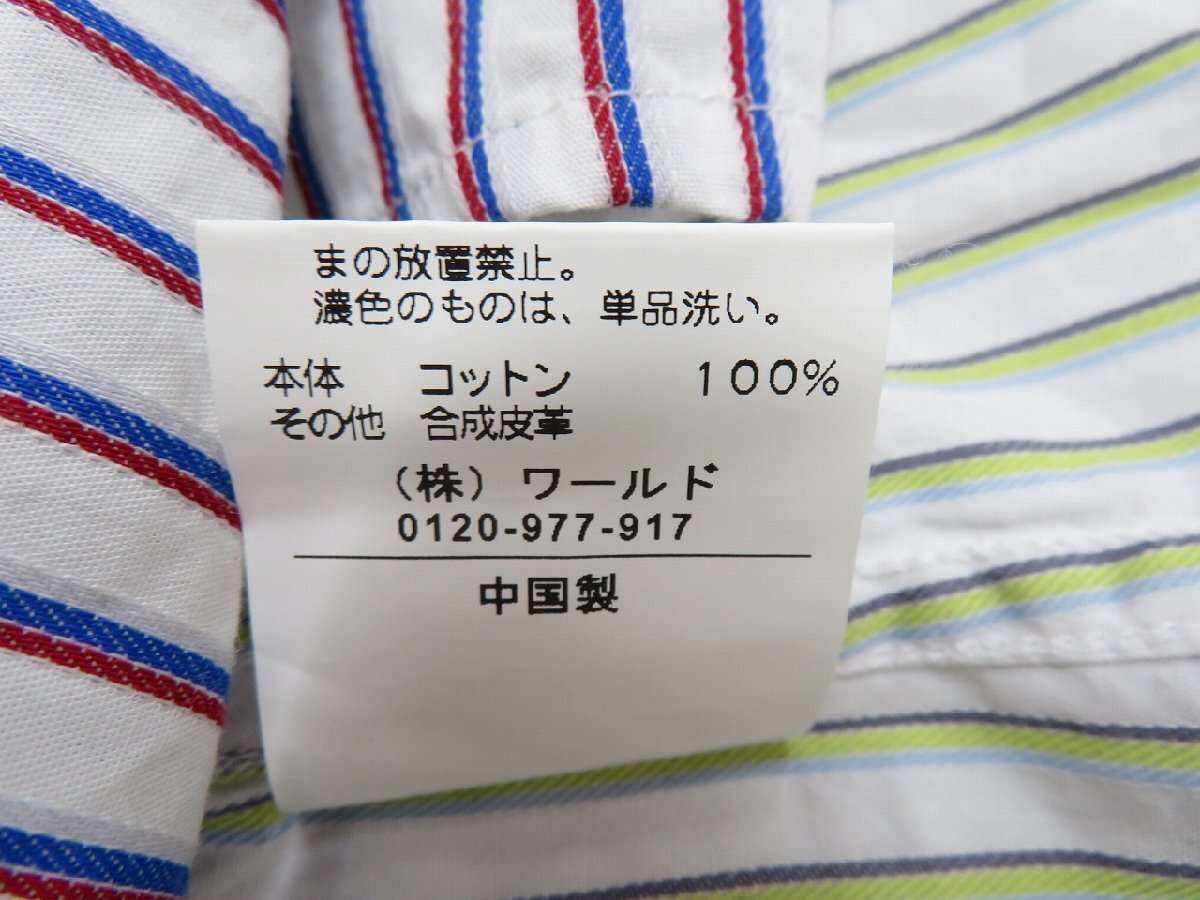 まの放置禁止。
濃色のものは、単品洗い。
本体 コットン 100%
その他 合成皮革
(株)ワールド
0120-977-917
中国製